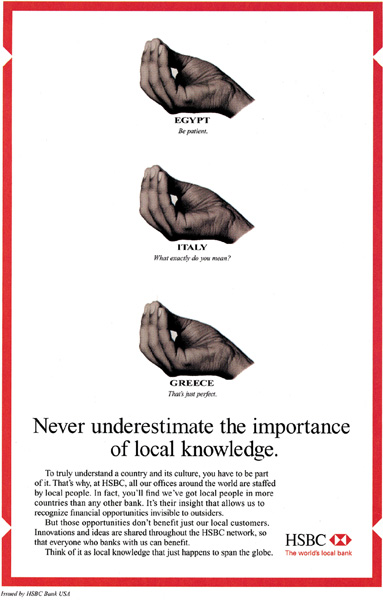 EGYPT
Be patient.
ITALY
What exactly do you mean?
GREECE
That's just perfect.
Never underestimate the importance
of local knowledge.
To truly understand a country and its culture, you have to be part
of it. That's why, at HSBC, all our offices around the world are staffed
by local people. In fact, you'll find we've got local people in more
countries than any other bank. It's their insight that allows us to
recognize financial opportunities invisible to outsiders.
But those opportunities don't benefit just our local customers.
Innovations and ideas are shared throughout the HSBC network, so
that everyone who banks with us can benefit.
Think of it as local knowledge that just happens to span the globe.
HSBC
The world's local bank
Issued by HSBC Bank USA